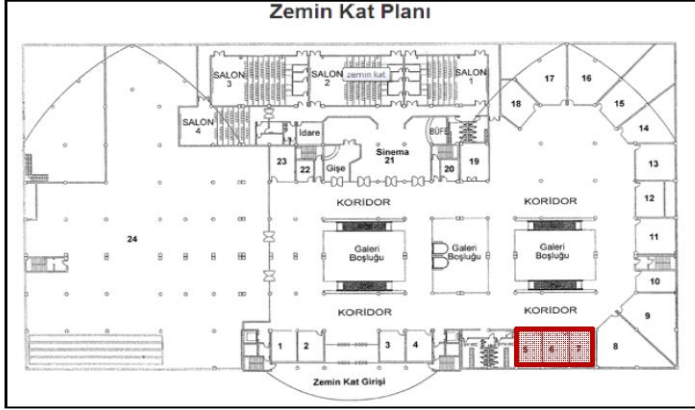 Zemin Kat Planı
SALON
3
SALON
2
zemin kat
SALON
1
17
16
18
15
SALON
4
14
İdare
BÜFE
Sinema
21
23
22
Gişe
20
19
13
12
KORİDOR
KORİDOR
24
11
Galeri
Boşluğu
Galeri
Boşluğu
Galeri
Boşluğu
10
9
KORİDOR
KORİDOR
1
2
3
4
5
6
7
8
Zemin Kat Girişi